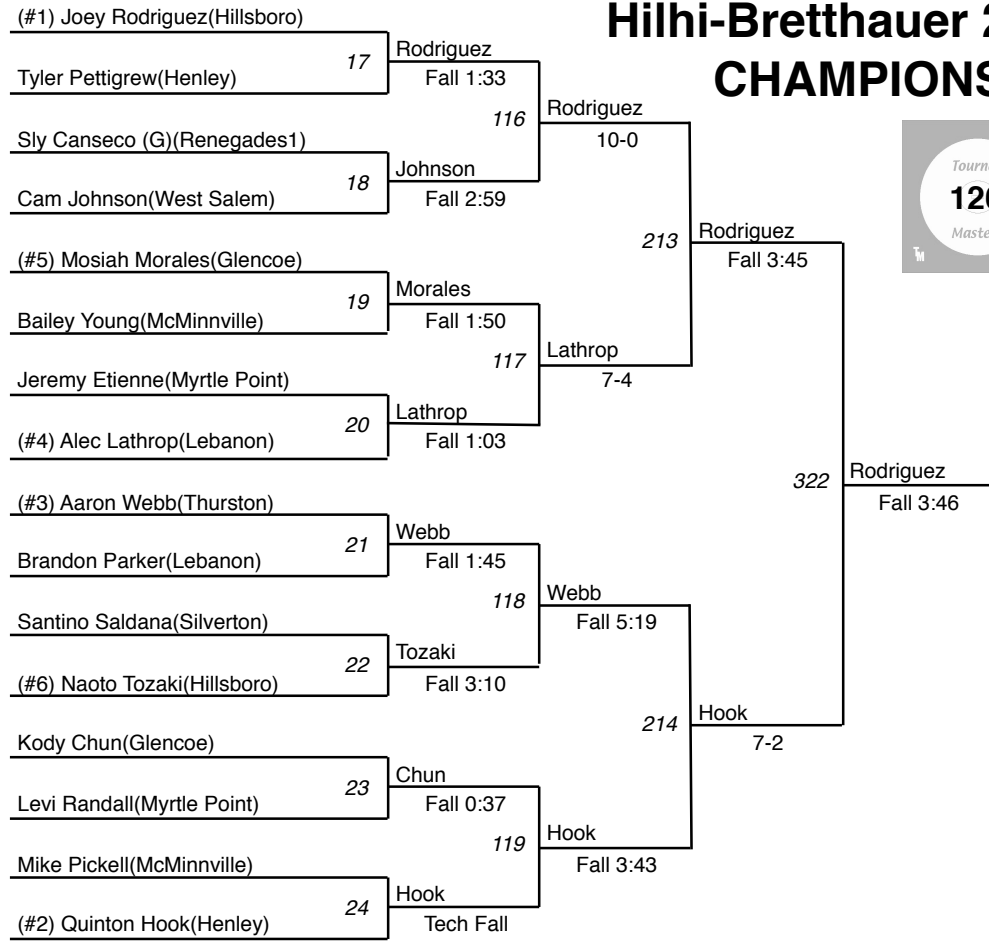 Hilhi-Bretthauer
CHAMPIONS
(#1) Joey Rodriguez(Hillsboro)
17
Rodriguez
Fall 1:33
Tyler Pettigrew(Henley)
116
Rodriguez
10-0
Sly Canseco (G)(Renegades1)
18
Johnson
Fall 2:59
Cam Johnson(West Salem)
213
Rodriguez
Fall 3:45
(#5) Mosiah Morales(Glencoe)
19
Morales
Fall 1:50
Bailey Young(McMinnville)
117
Lathrop
7-4
Jeremy Etienne(Myrtle Point)
20
Lathrop
Fall 1:03
(#4) Alec Lathrop(Lebanon)
322
Rodriguez
Fall 3:46
(#3) Aaron Webb(Thurston)
21
Webb
Fall 1:45
Brandon Parker(Lebanon)
118
Webb
Fall 5:19
Santino Saldana(Silverton)
22
Tozaki
Fall 3:10
(#6) Naoto Tozaki(Hillsboro)
214
Hook
7-2
Kody Chun(Glencoe)
23
Chun
Fall 0:37
Levi Randall(Myrtle Point)
119
Hook
Fall 3:43
Mike Pickell(McMinnville)
24
Hook
Tech Fall
(#2) Quinton Hook(Henley)